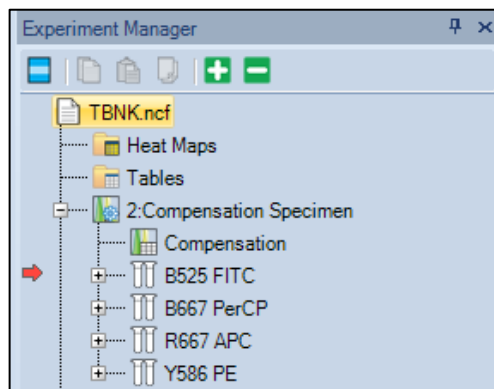 Experiment Manager
TBNK.ncf
Heat Maps
Tables
2:Compensation Specimen
Compensation
B525 FITC
B667 PerCP
R667 APC
Y586 PE